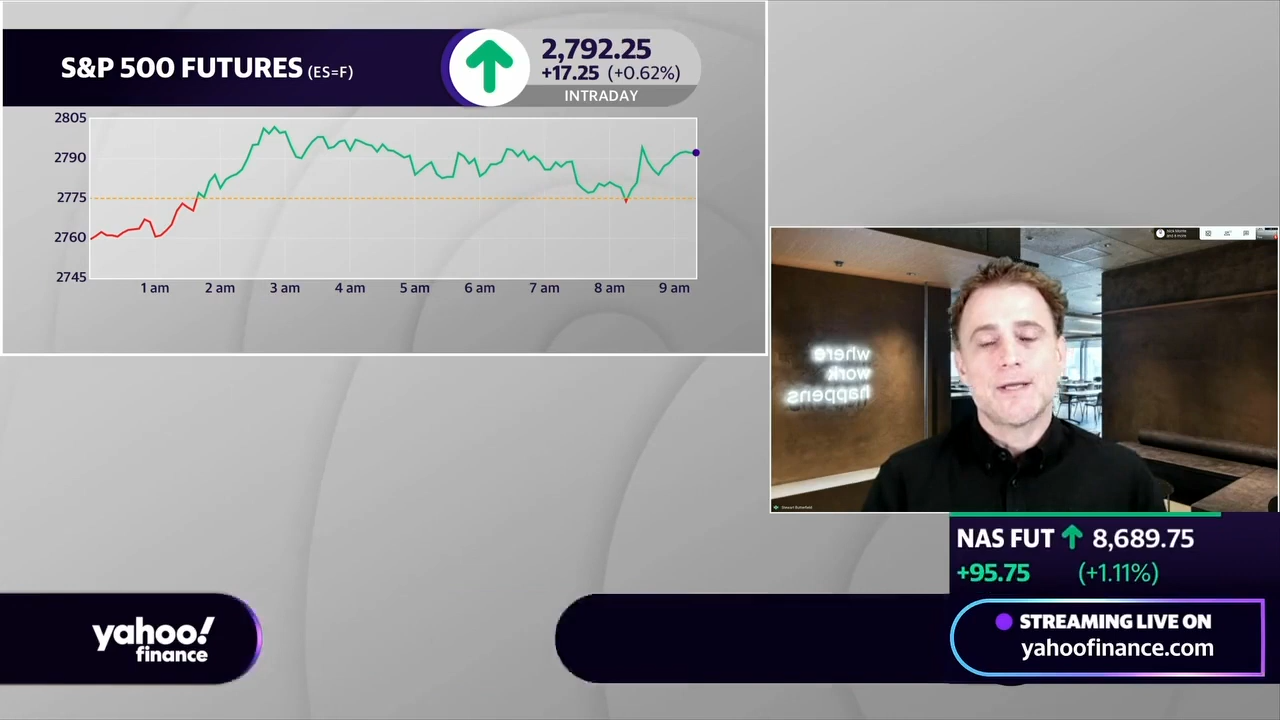 S&P 500 FUTURES (ES=F)
2,792.25
+17.25 (+0.62%)
INTRADAY
2805
2790
2775
2760
2745
1 am 2 am 3 am 4 am 5 am 6 am 7 am 8 am 9 am
where
work
happens
Stewart Butterfield
NAS FUT 8,689.75
+95.75 (+1.11%)
yahoo!
finance
STREAMING LIVE ON
yahoofinance.com